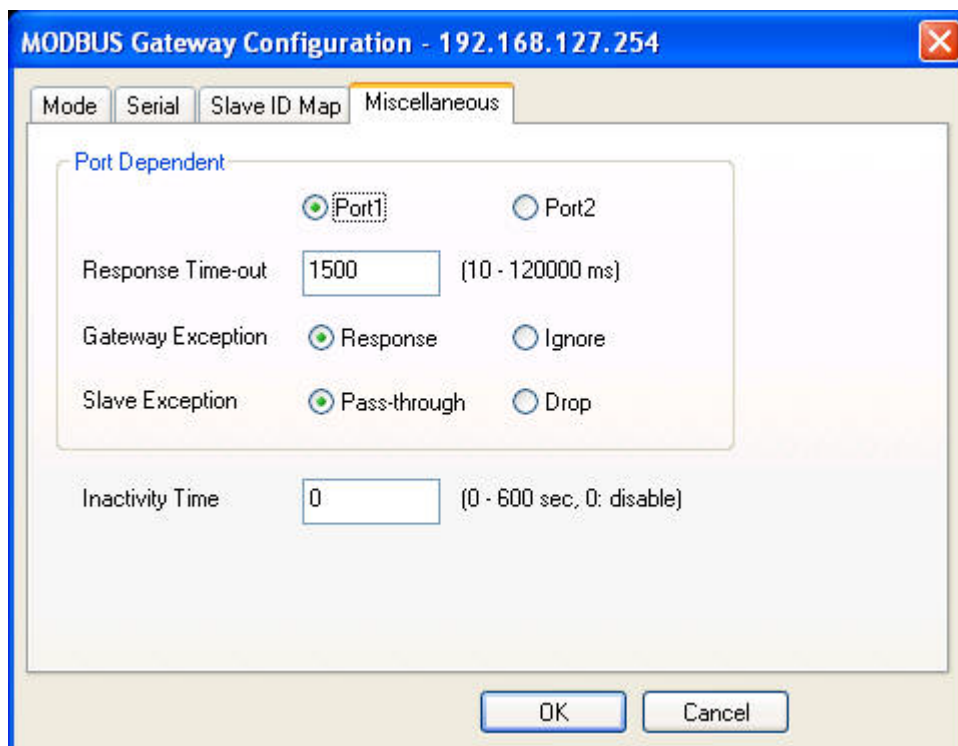 MODBUS Gateway Configuration - 192.168.127.254
Mode Serial Slave ID Map Miscellaneous
Port Dependent
Port1 Port2
Response Time-out 1500 (10 - 120000 ms)
Gateway Exception Response Ignore
Slave Exception Pass-through Drop
Inactivity Time 0 (0 - 600 sec, 0: disable)
OK Cancel